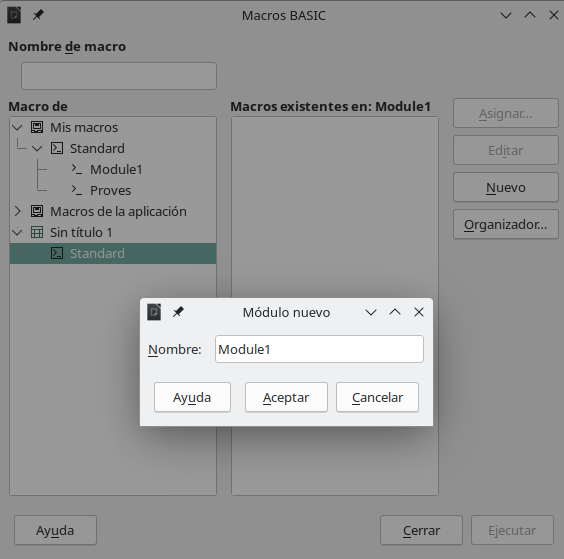 Macros BASIC
Nombre de macro
Macro de
Macros existentes en: Module1
Mis macros
Standard
Module1
Proves
Macros de la aplicación
Sin título 1
Standard
Asignar...
Editar
Nuevo
Organizador...
Módulo nuevo
Nombre: Module1
Ayuda Aceptar Cancelar
Ayuda Cerrar Ejecutar